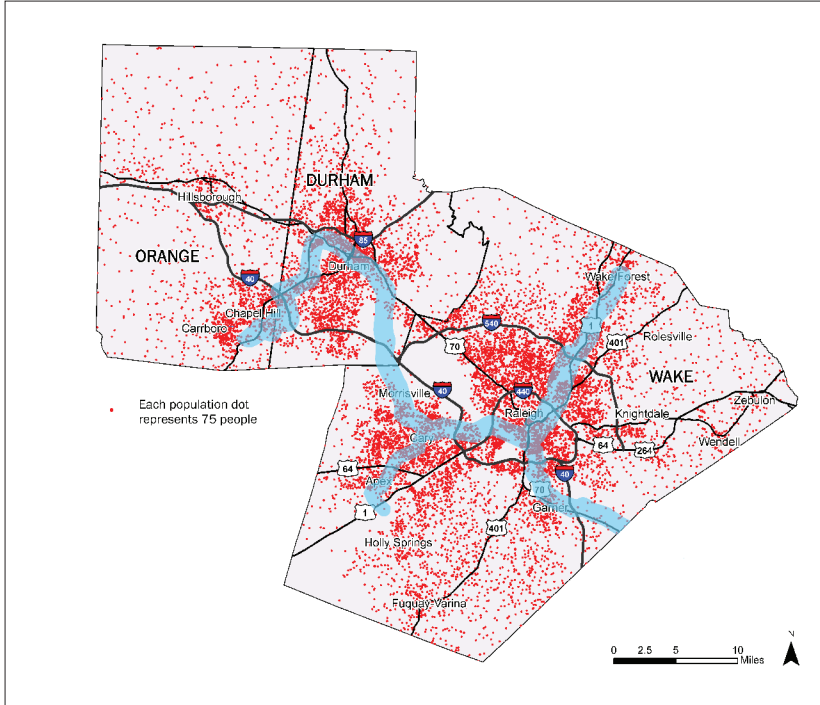 DURHAM
Hillsborough
85
ORANGE
Durham
Wake Forest
40
Chapel Hill
Carrboro
540
1
401
Rolesville
70
WAKE
Morrisville
40
440
Zebulon
Each population dot
represents 75 people
Raleigh
Knightdale
Cary
64
264
Wendell
64
Apex
40
70
1
Garner
401
Holly Springs
Fuquay-Varina
N
0 2.5 5 10
Miles